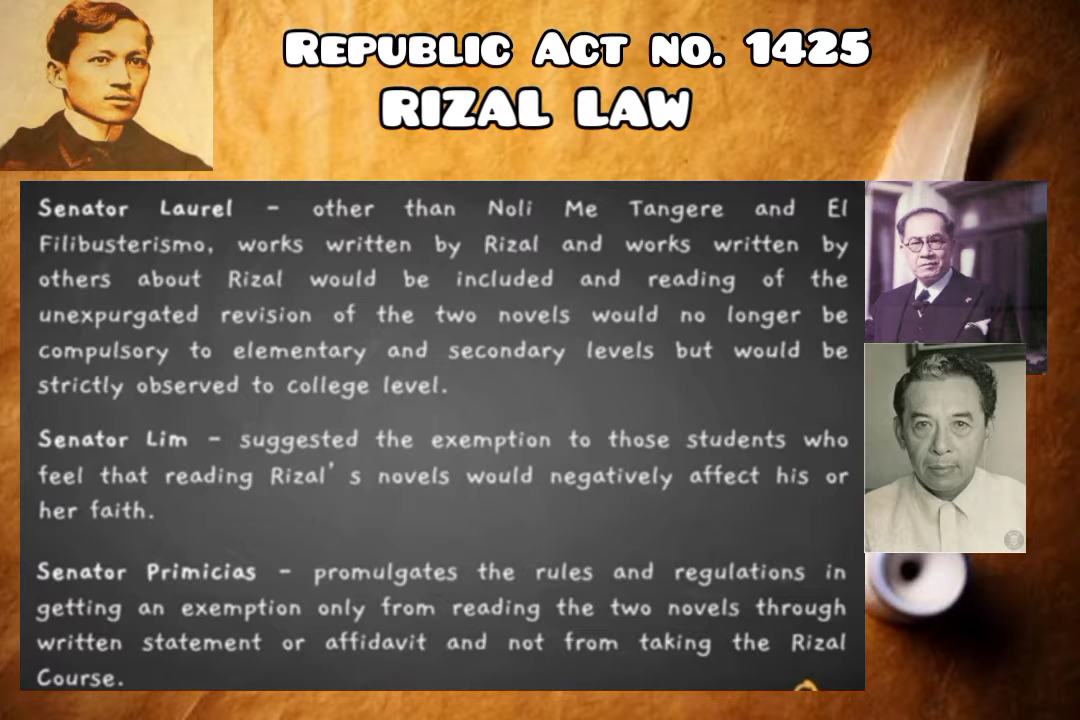 REPUBLIC ACT NO. 1425
RIZAL LAW
Senator Laurel – other than Noli Me Tangere and El
Filibusterismo, works written by Rizal and works written by
others about Rizal would be included and reading of the
unexpurgated revision of the two novels would no longer be
compulsory to elementary and secondary levels but would be
strictly observed to college level.
Senator Lim – suggested the exemption to those students who
feel that reading Rizal's novels would negatively affect his or
her faith.
Senator Primicias – promulgates the rules and regulations in
getting an exemption only from reading the two novels through
written statement or affidavit and not from taking the Rizal
Course.